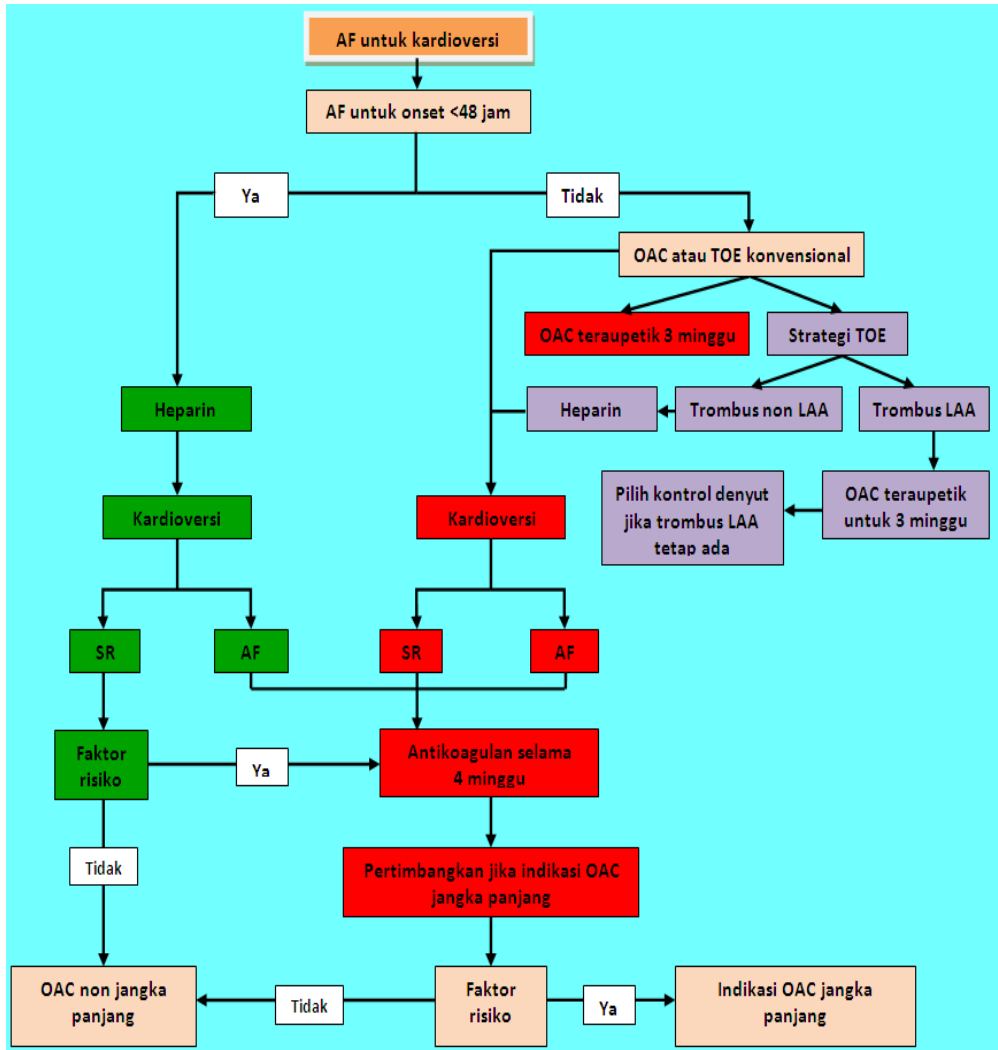 AF untuk kardioversi
AF untuk onset <48 jam
Ya
Tidak
OAC atau TOE konvensional
OAC teraupetik 3 minggu
Strategi TOE
Heparin
Heparin
Trombus non LAA
Trombus LAA
Kardioversi
Kardioversi
Pilih kontrol denyut
jika trombus LAA
tetap ada
OAC teraupetik
untuk 3 minggu
SR
AF
SR
AF
Faktor
risiko
Ya
Antikoagulan selama
4 minggu
Tidak
Pertimbangkan jika indikasi OAC
jangka panjang
OAC non jangka
panjang
Tidak
Faktor
risiko
Ya
Indikasi OAC jangka
panjang